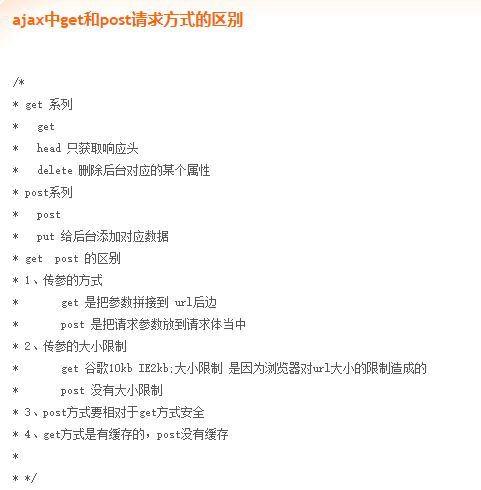 ajax中get和post请求方式的区别
/*
* get 系列
*   get
*   head 只获取响应头
*   delete 删除后台对应的某个属性
* post系列
*   post
*   put 给后台添加对应数据
* get  post 的区别
* 1、传参的方式
*       get 是把参数拼接到 url后边
*       post 是把请求参数放到请求体当中
* 2、传参的大小限制
*       get 谷歌10kb IE2kb;大小限制 是因为浏览器对url大小的限制造成的
*       post 没有大小限制
* 3、post方式要相对于get方式安全
* 4、get方式是有缓存的，post没有缓存
*
* */